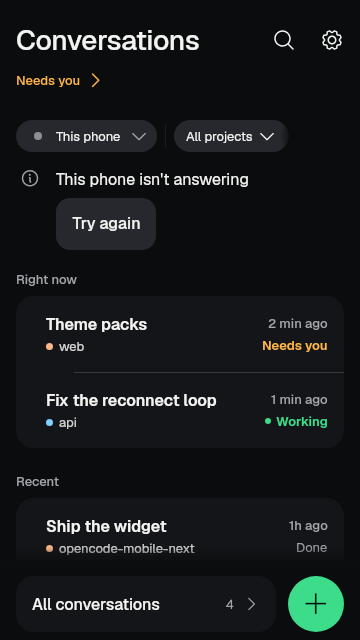 Conversations
Needs you
This phone
All projects
This phone isn't answering
Try again
Right now
Theme packs
2 min ago
web
Needs you
Fix the reconnect loop
1 min ago
api
Working
Recent
Ship the widget
1h ago
opencode-mobile-next
Done
All conversations
4